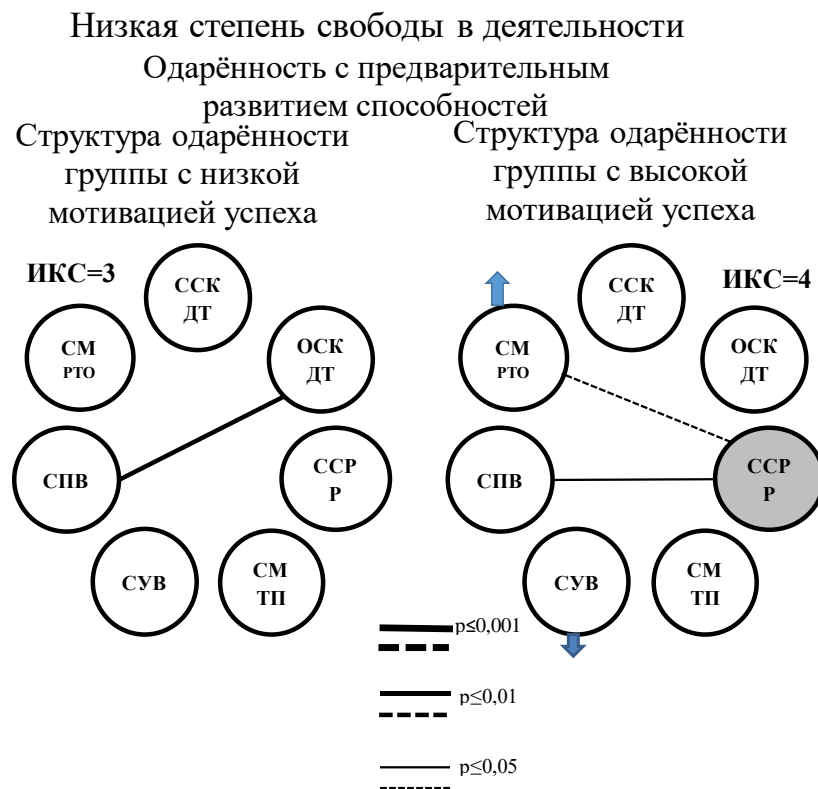 Низкая степень свободы в деятельности
Одарённость с предварительным
развитием способностей
Структура одарённости
группы с низкой
мотивацией успеха
ИКС=3
ССК
ДТ
СМ
РТО
ОСК
ДТ
СПВ
ССР
Р
СУВ
СМ
ТП
Структура одарённости
группы с высокой
мотивацией успеха
ИКС=4
ССК
ДТ
СМ
РТО
ОСК
ДТ
СПВ
ССР
Р
СУВ
СМ
ТП
p≤0,001
p≤0,01
p≤0,05